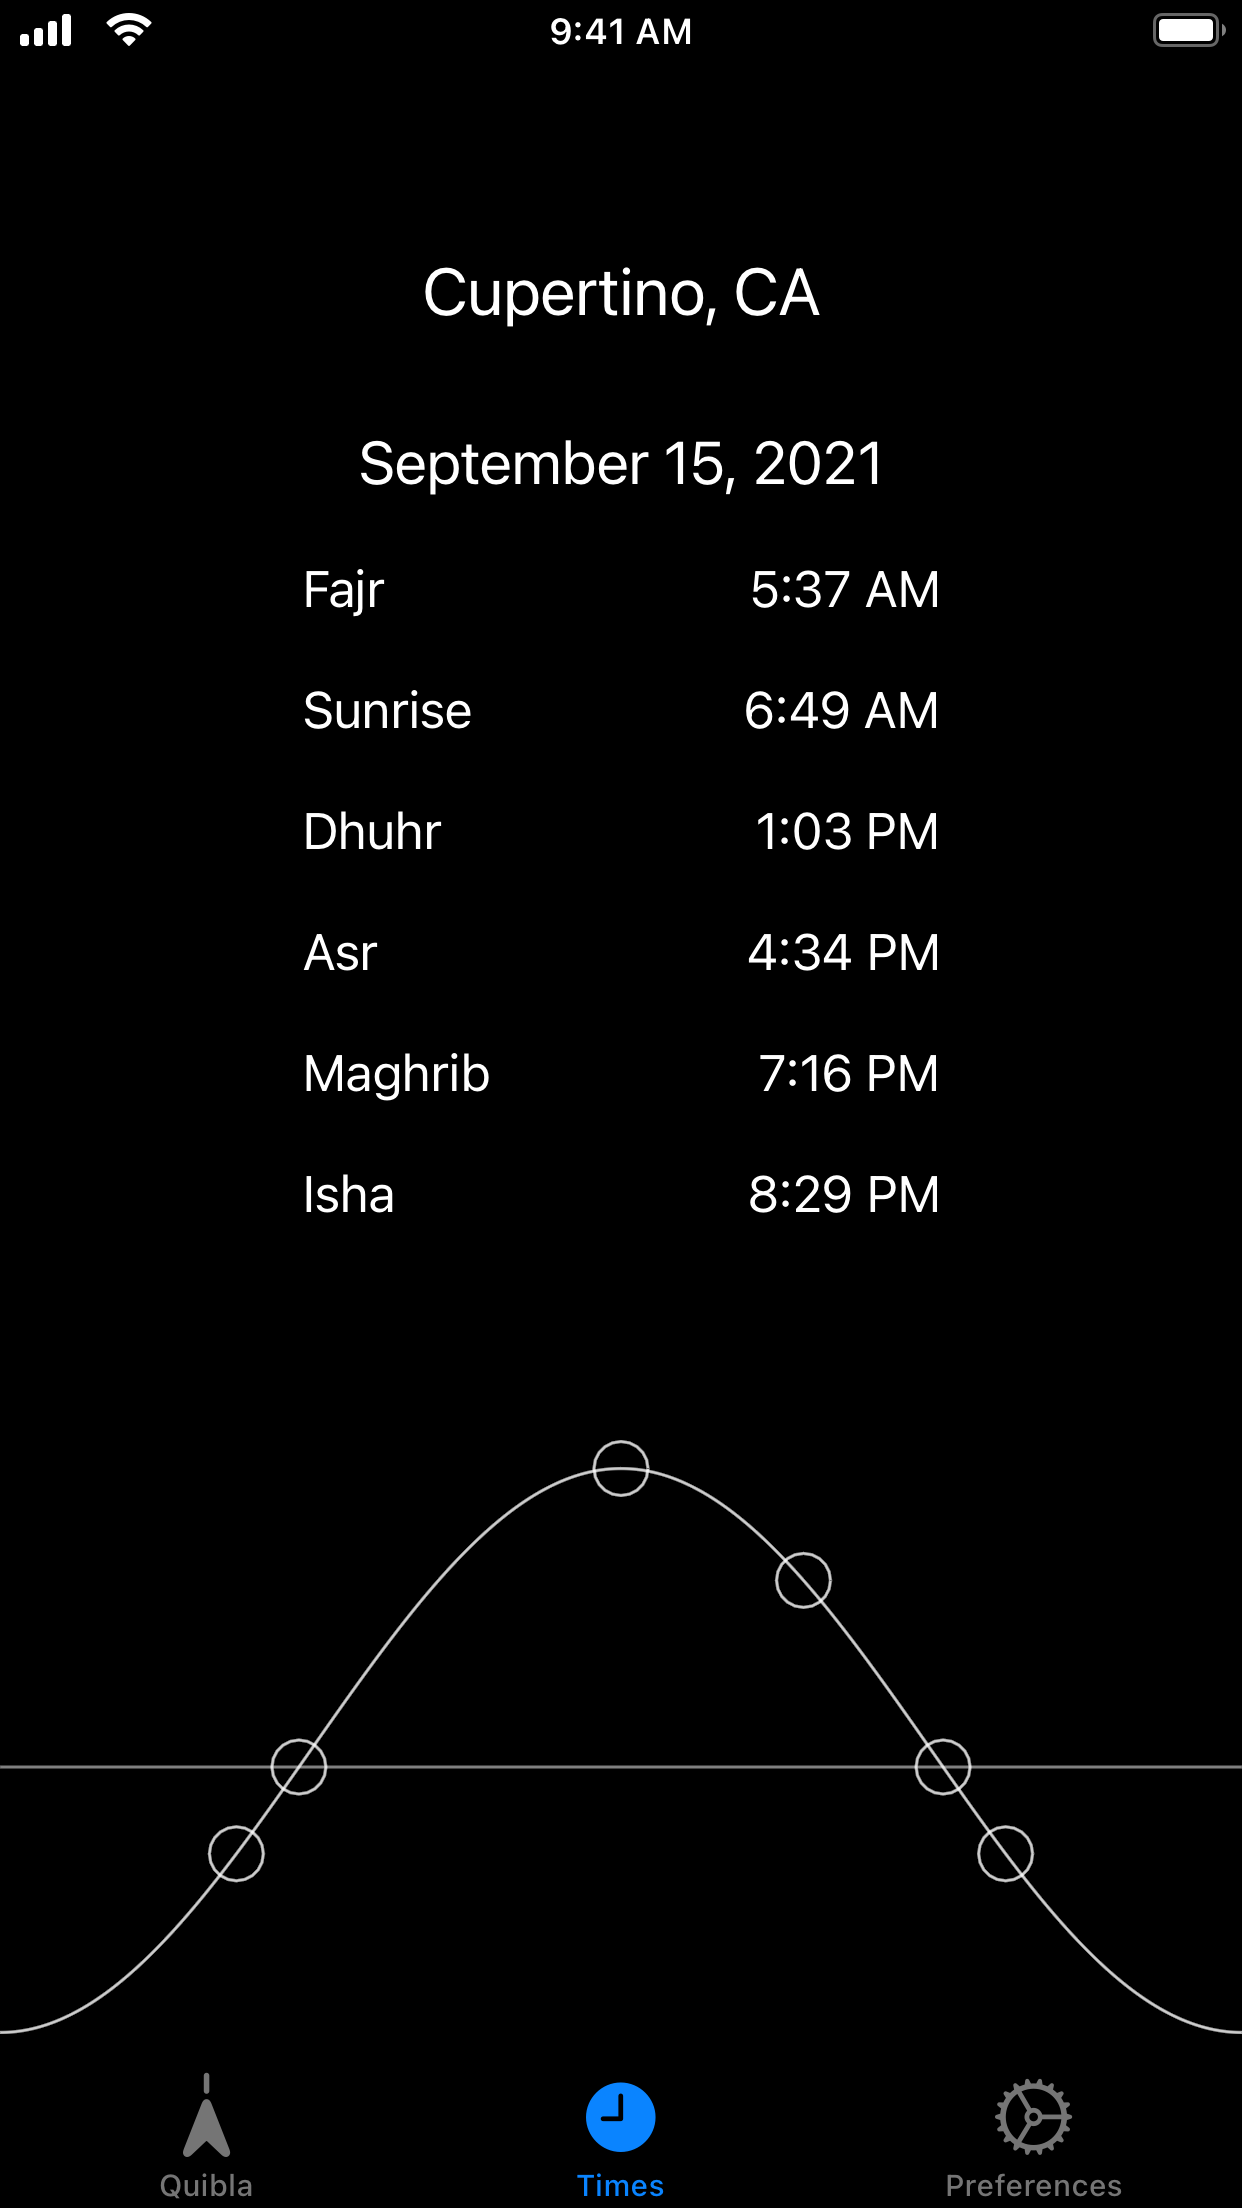 9:41 AM
Cupertino, CA
September 15, 2021
Fajr 5:37 AM
Sunrise 6:49 AM
Dhuhr 1:03 PM
Asr 4:34 PM
Maghrib 7:16 PM
Isha 8:29 PM
Quibla Times Preferences